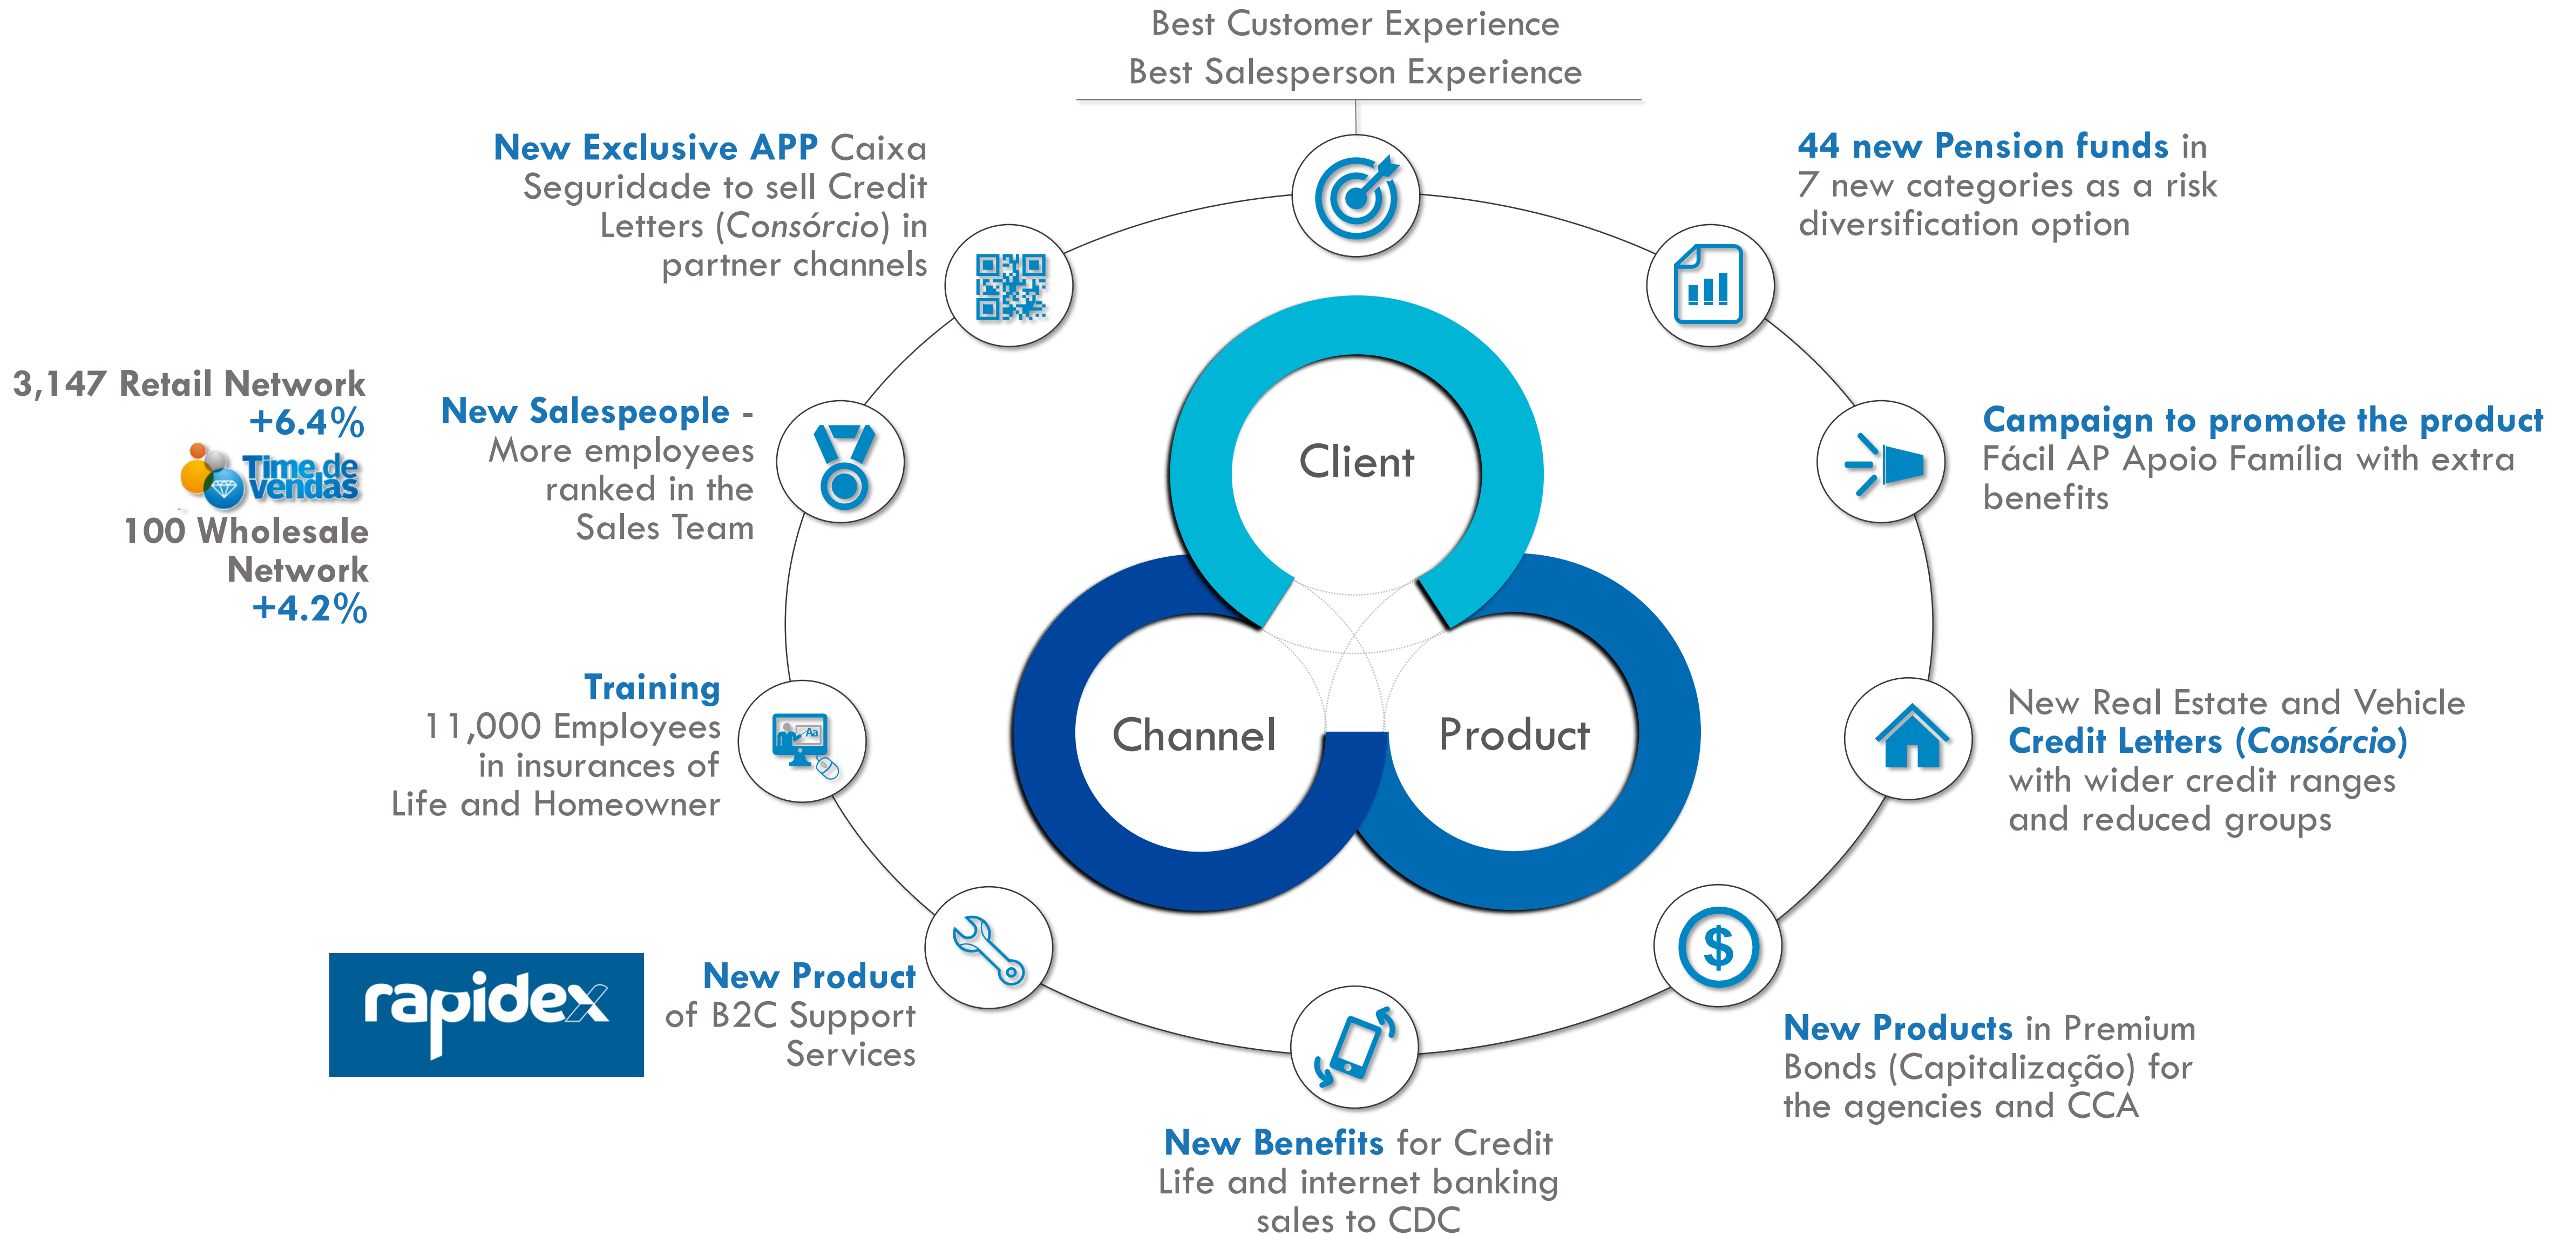 Best Customer Experience
Best Salesperson Experience
New Exclusive APP Caixa
Seguridade to sell Credit
Letters (Consórcio) in
partner channels
44 new Pension funds in
7 new categories as a risk
diversification option
3,147 Retail Network
+6.4%
Time de
Vendas
100 Wholesale
Network
+4.2%
New Salespeople -
More employees
ranked in the
Sales Team
Client
Campaign to promote the product
Fácil AP Apoio Família with extra
benefits
Training
11,000 Employees
in insurances of
Life and Homeowner
Aa
Channel
Product
New Real Estate and Vehicle
Credit Letters (Consórcio)
with wider credit ranges
and reduced groups
rapidex
New Product
of B2C Support
Services
$
New Products in Premium
Bonds (Capitalização) for
the agencies and CCA
New Benefits for Credit
Life and internet banking
sales to CDC